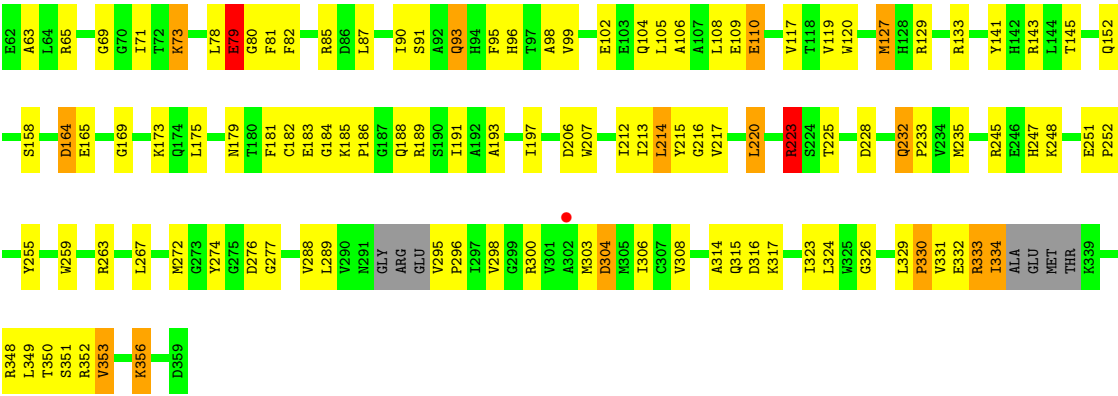 E62 A63 L64 R65 G69 G70 I71 T72 K73 L78 E79 G80 F81 F82 R85 D86 L87 I90 S91 A92 Q93 H94 F95 H96 T97 A98 V99 E102 E103 Q104 L105 A106 A107 L108 E109 E110 V117 T118 V119 W120 M127 H128 R129 R133 Y141 H142 R143 L144 T145 Q152
S158 D164 E165 G169 K173 Q174 L175 N179 T180 F181 C182 E183 G184 K185 P186 G187 Q188 R189 S190 I191 A192 A193 I197 D206 W207 I212 I213 L214 Y215 G216 V217 L220 R223 S224 T225 D228 Q232 P233 V234 M235 R245 E246 H247 K248 E251 P252
Y255 W259 R263 L267 M272 G273 Y274 G275 D276 G277 V288 L289 V290 N291 GLY ARG GLU V295 P296 I297 V298 G299 R300 V301 A302 M303 D304 M305 I306 C307 V308 A314 Q315 D316 K317 I323 L324 W325 G326 L329 P330 V331 E332 R333 I334 ALA GLU MET THR K339
R348 L349 T350 S351 R352 V353 K356 D359